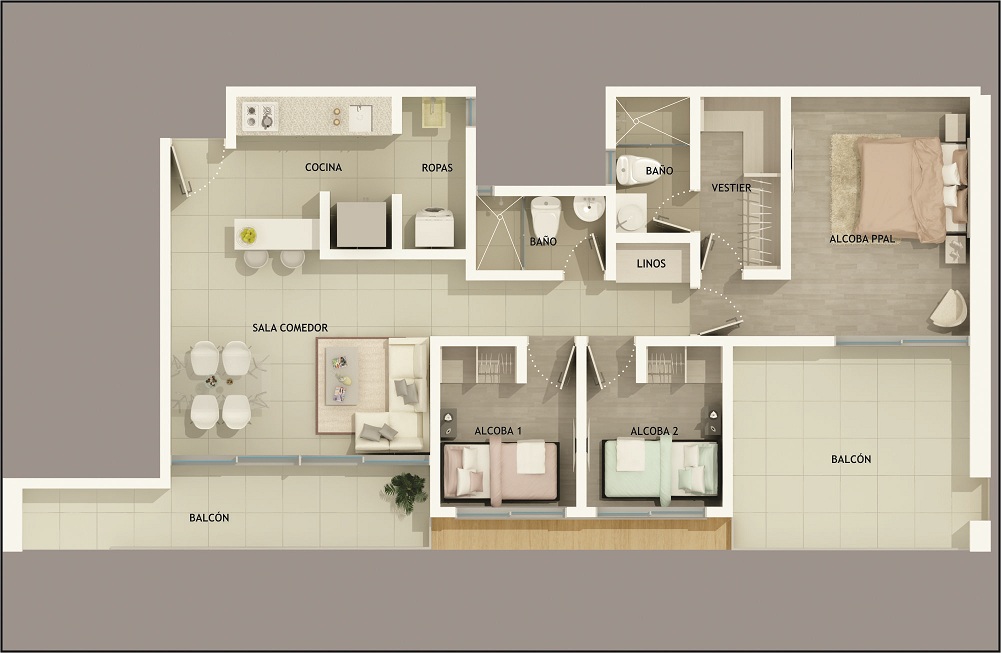 COCINA
ROPAS
BAÑO
VESTIER
BAÑO
ALCOBA PPAL
LINOS
SALA COMEDOR
ALCOBA 1
ALCOBA 2
BALCÓN
BALCÓN